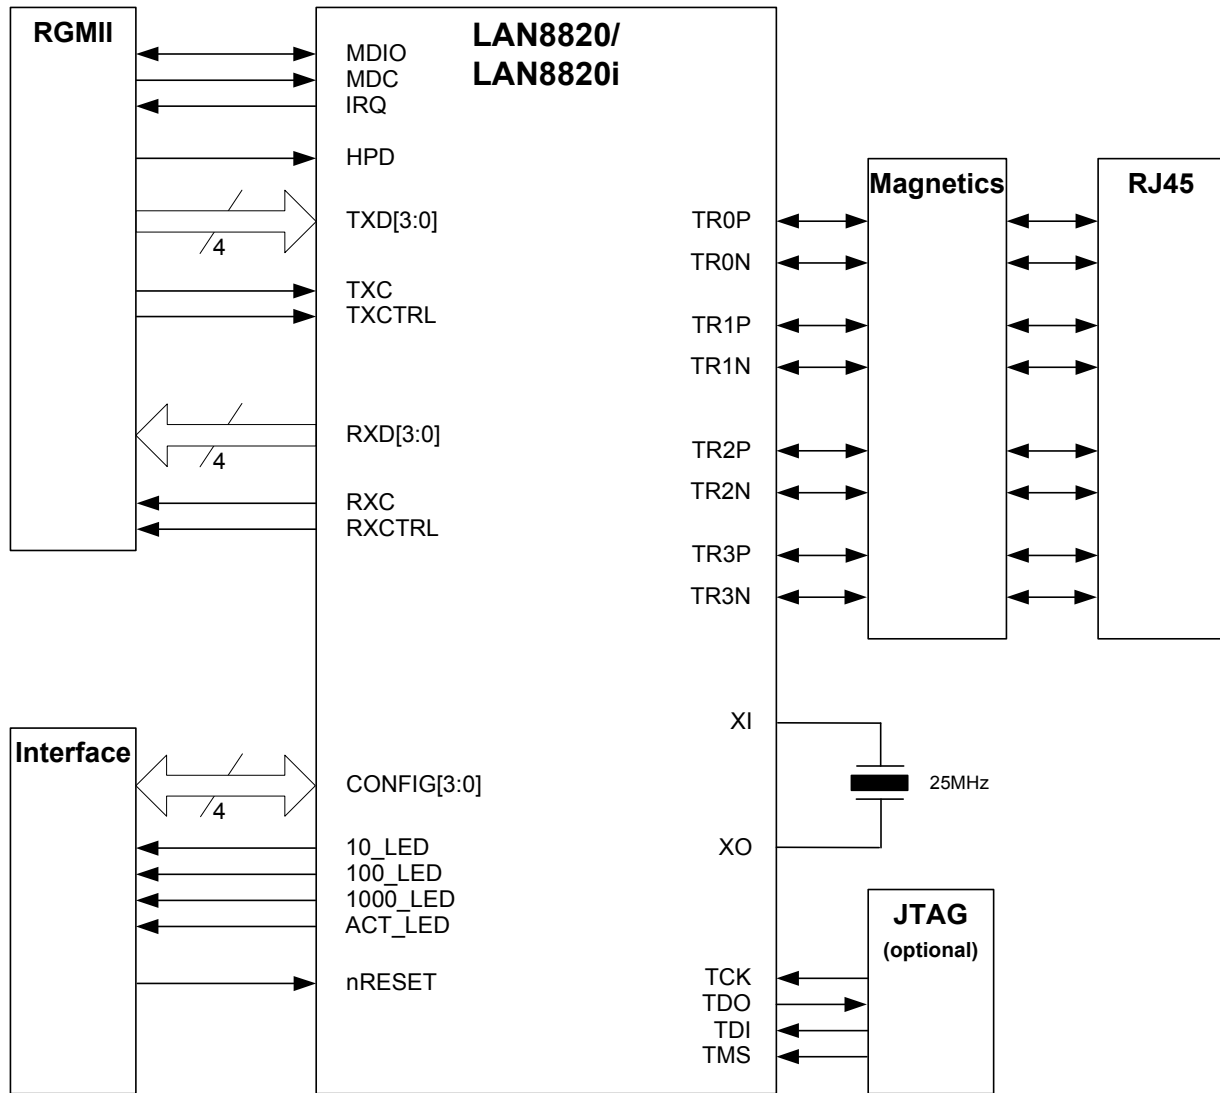 RGMII
LAN8820/
LAN8820i
MDIO
MDC
IRQ
HPD
TXD[3:0]
4
TXC
TXCTRL
RXD[3:0]
4
RXC
RXCTRL
Magnetics
RJ45
TR0P
TR0N
TR1P
TR1N
TR2P
TR2N
TR3P
TR3N
Interface
CONFIG[3:0]
4
10_LED
100_LED
1000_LED
ACT_LED
nRESET
XI
25MHz
XO
JTAG
(optional)
TCK
TDO
TDI
TMS